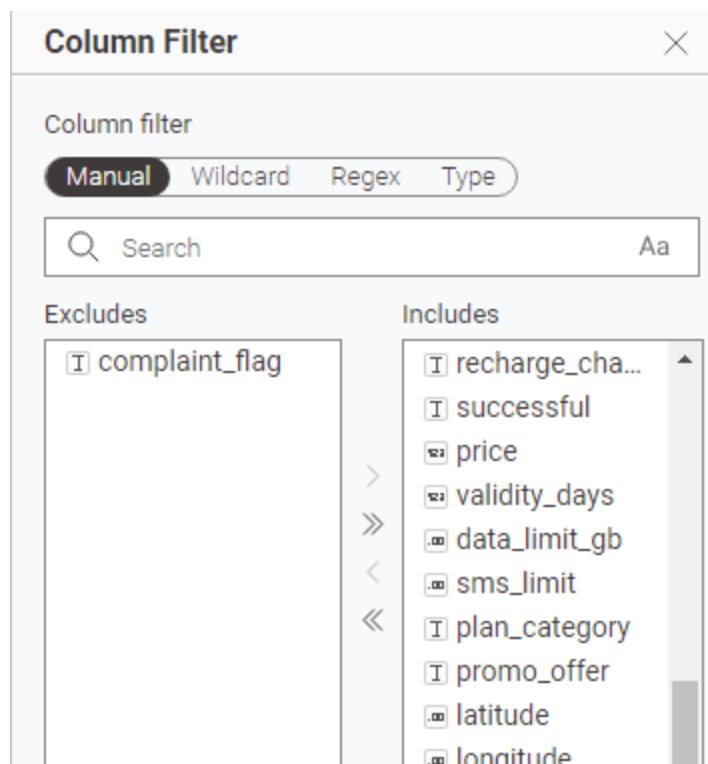 Column Filter
Column filter
Manual Wildcard Regex Type
Search Aa
Excludes Includes
complaint_flag
recharge_cha...
successful
price
validity_days
data_limit_gb
sms_limit
plan_category
promo_offer
latitude
longitude